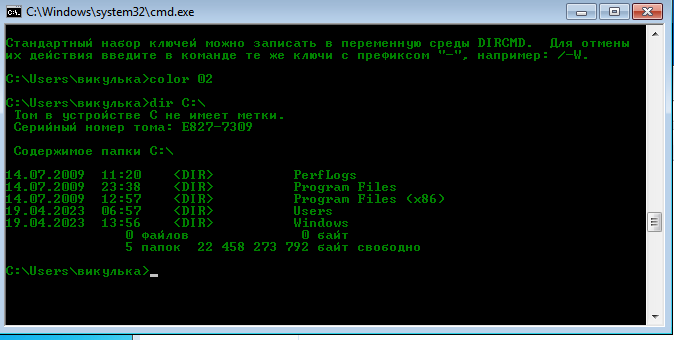 C:\Windows\system32\cmd.exe
Стандартный набор ключей можно записать в переменную среды DIRCMD.  Для отмены
их действия введите в команде те же ключи с префиксом "-", например: /-W.
C:\Users\викулька>color 02
C:\Users\викулька>dir C:\
 Том в устройстве C не имеет метки.
 Серийный номер тома: E827-7309
 Содержимое папки C:\
14.07.2009  11:20    <DIR>          PerfLogs
14.07.2009  23:38    <DIR>          Program Files
14.07.2009  12:57    <DIR>          Program Files (x86)
19.04.2023  06:57    <DIR>          Users
19.04.2023  13:56    <DIR>          Windows
               0 файлов              0 байт
               5 папок  22 458 273 792 байт свободно
C:\Users\викулька>